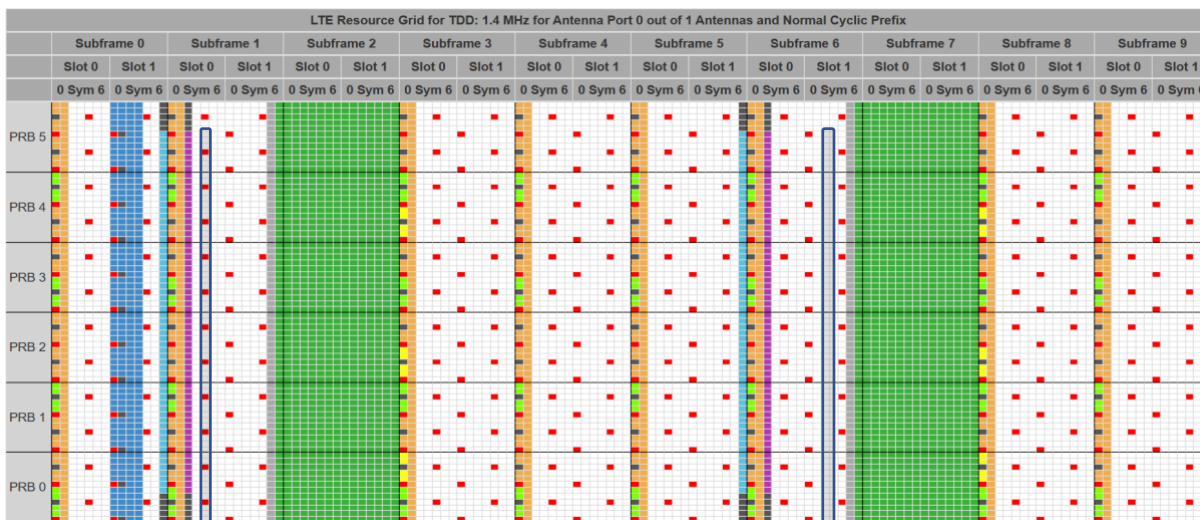 LTE Resource Grid for TDD: 1.4 MHz for Antenna Port 0 out of 1 Antennas and Normal Cyclic Prefix
Subframe 0 Subframe 1 Subframe 2 Subframe 3 Subframe 4 Subframe 5 Subframe 6 Subframe 7 Subframe 8 Subframe 9
Slot 0 Slot 1 Slot 0 Slot 1 Slot 0 Slot 1 Slot 0 Slot 1 Slot 0 Slot 1 Slot 0 Slot 1 Slot 0 Slot 1 Slot 0 Slot 1 Slot 0 Slot 1 Slot 0 Slot 1
0 Sym 6 0 Sym 6 0 Sym 6 0 Sym 6 0 Sym 6 0 Sym 6 0 Sym 6 0 Sym 6 0 Sym 6 0 Sym 6 0 Sym 6 0 Sym 6 0 Sym 6 0 Sym 6 0 Sym 6 0 Sym 6 0 Sym 6 0 Sym 6 0 Sym 6 0 Sym
PRB 5
PRB 4
PRB 3
PRB 2
PRB 1
PRB 0